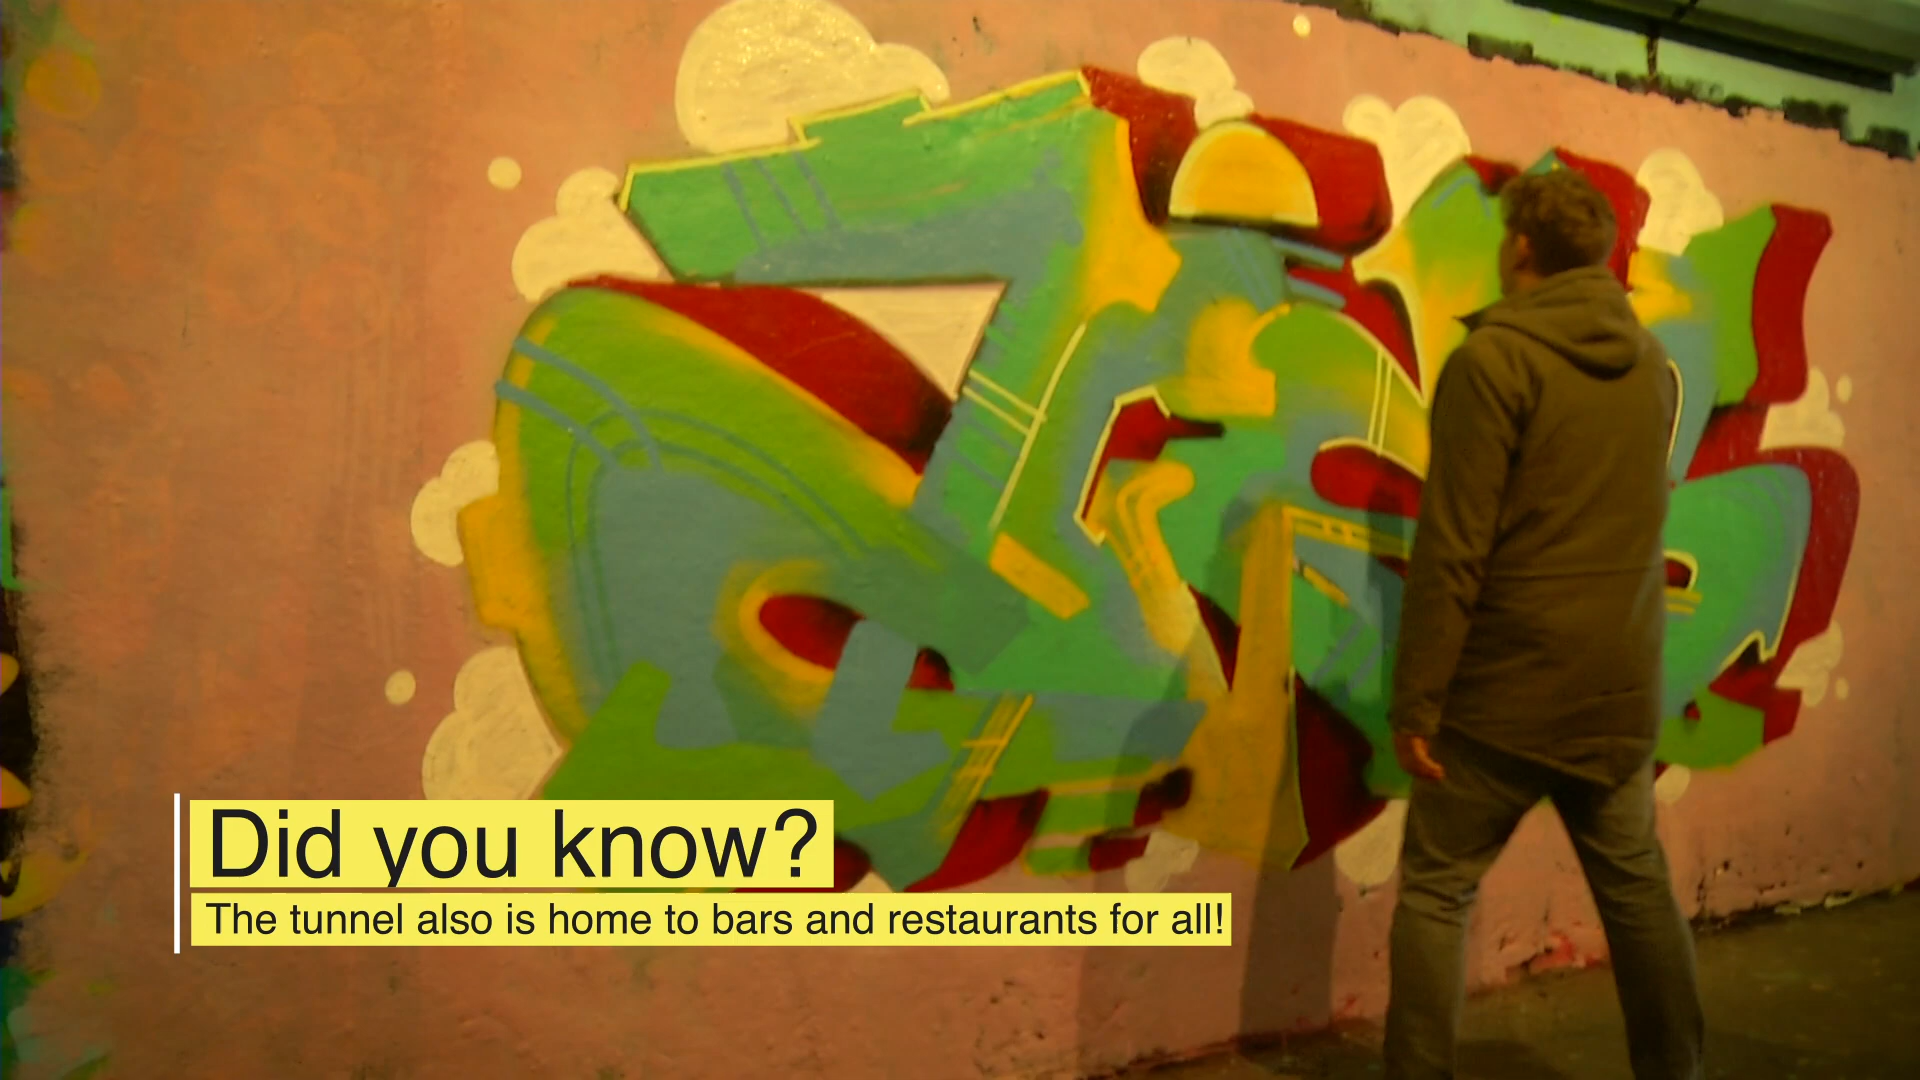 Did you know?
The tunnel also is home to bars and restaurants for all!